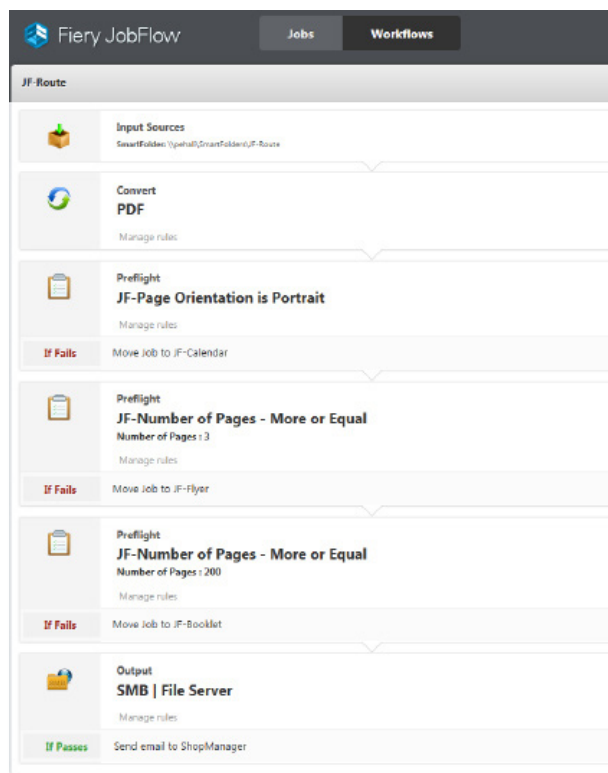 Fiery JobFlow
Jobs
Workflows
JF-Route
Input Sources
SmartFolder: \\pehall\SmartFolders\JF-Route
Convert
PDF
Manage rules
Preflight
JF-Page Orientation is Portrait
Manage rules
If Fails
Move Job to JF-Calendar
Preflight
JF-Number of Pages - More or Equal
Number of Pages : 3
Manage rules
If Fails
Move Job to JF-Flyer
Preflight
JF-Number of Pages - More or Equal
Number of Pages : 200
Manage rules
If Fails
Move Job to JF-Booklet
Output
SMB | File Server
Manage rules
If Passes
Send email to ShopManager